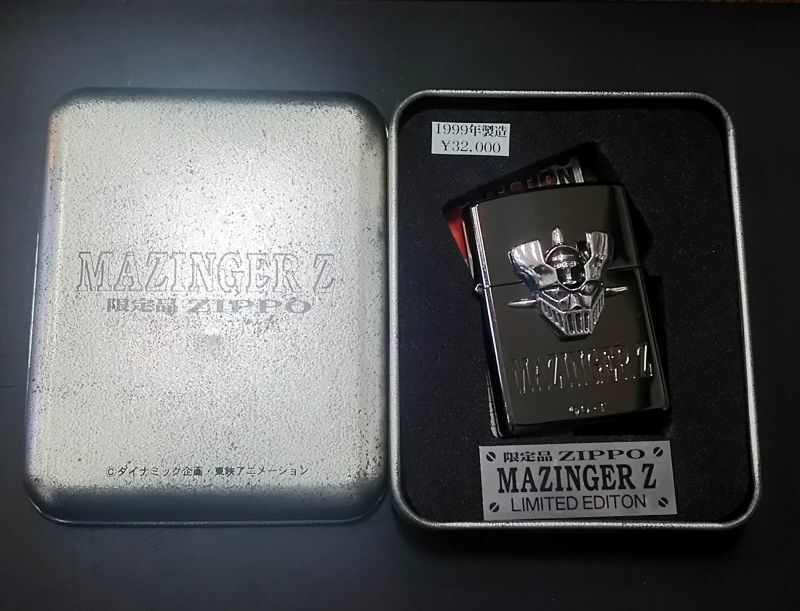 MAZINGER Z
限定品 ZIPPO
©ダイナミック企画・東映アニメーション
1999年製造
¥32,000
MAZINGER Z
限定品 ZIPPO
MAZINGER Z
LIMITED EDITON